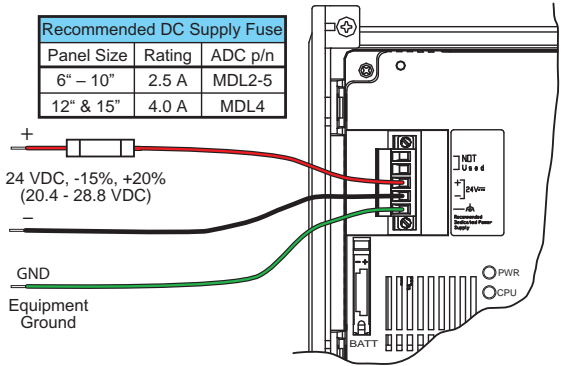 Recommended DC Supply Fuse
Panel Size Rating ADC p/n
6“ – 10” 2.5 A MDL2-5
12“ & 15” 4.0 A MDL4
+
24 VDC, -15%, +20%
(20.4 - 28.8 VDC)
–
GND
Equipment
Ground
NOT
Used
+
24V
–
Recommended
Dedicated Power
Supply
– +
BATT
PWR
CPU